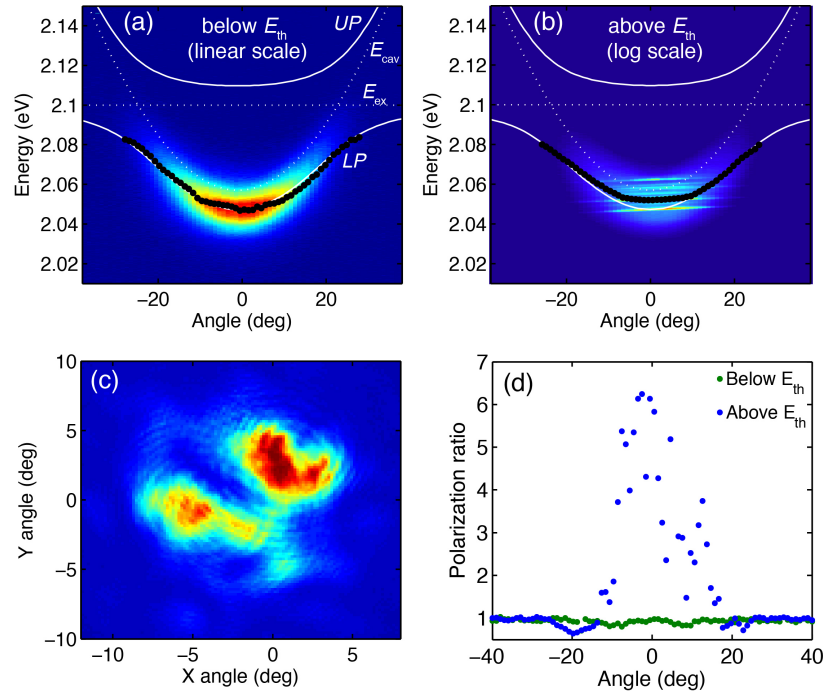 (a)
below E_th
(linear scale)
UP
E_cav
E_ex
LP
2.14
2.12
2.1
2.08
2.06
2.04
2.02
Energy (eV)
−20
0
20
Angle (deg)
(b)
above E_th
(log scale)
2.14
2.12
2.1
2.08
2.06
2.04
2.02
Energy (eV)
−20
0
20
Angle (deg)
(c)
10
5
0
−5
−10
Y angle (deg)
−10
−5
0
5
X angle (deg)
(d)
Below E_th
Above E_th
7
6
5
4
3
2
1
Polarization ratio
−40
−20
0
20
40
Angle (deg)